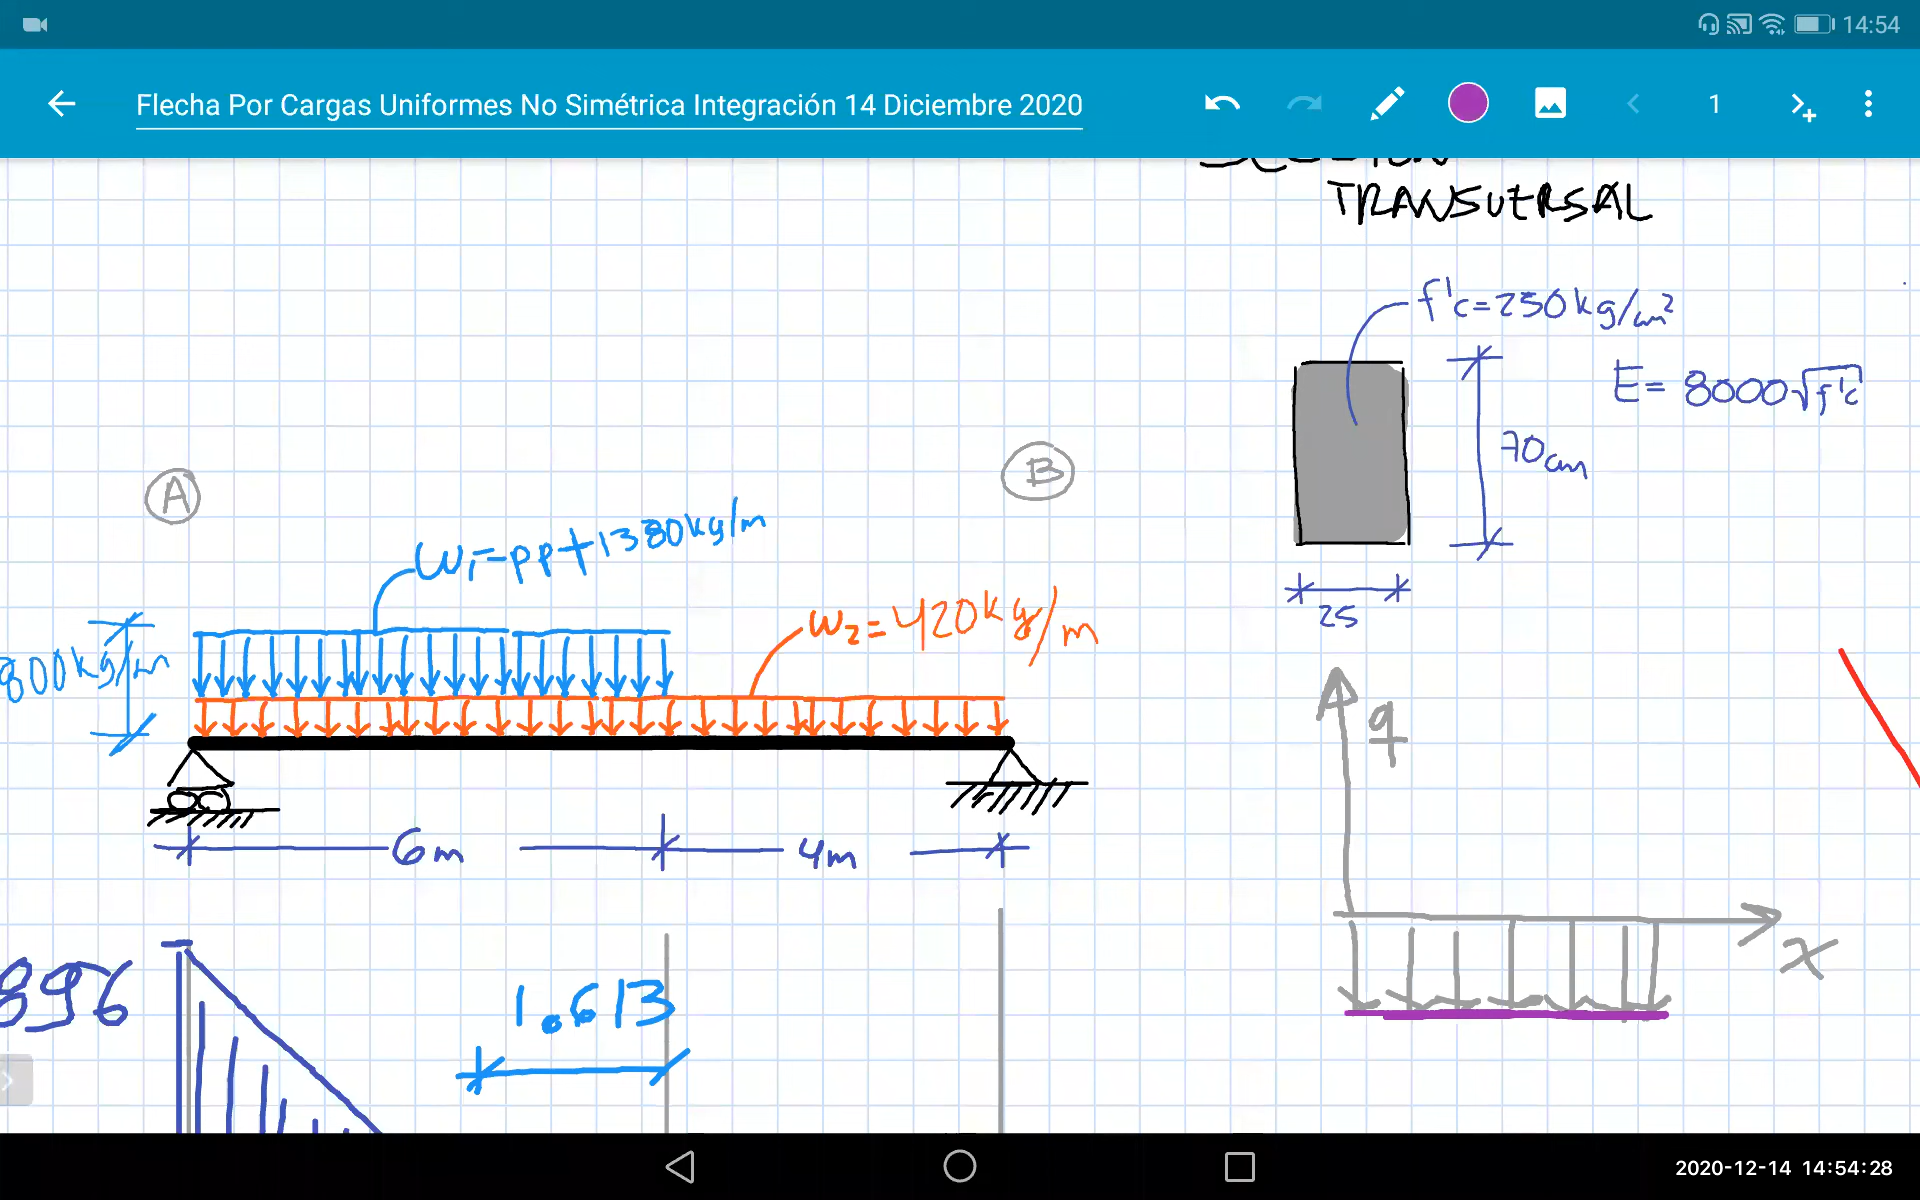 14:54
Flecha Por Cargas Uniformes No Simétrica Integración 14 Diciembre 2020
1
TRANSVERSAL
f'c=250kg/cm²
E= 8000√f'c
70cm
25
A
B
W₁=pp+1380kg/m
W₂=420kg/m
800kg/m
6m
4m
q
x
896
1.613
2020-12-14 14:54:28